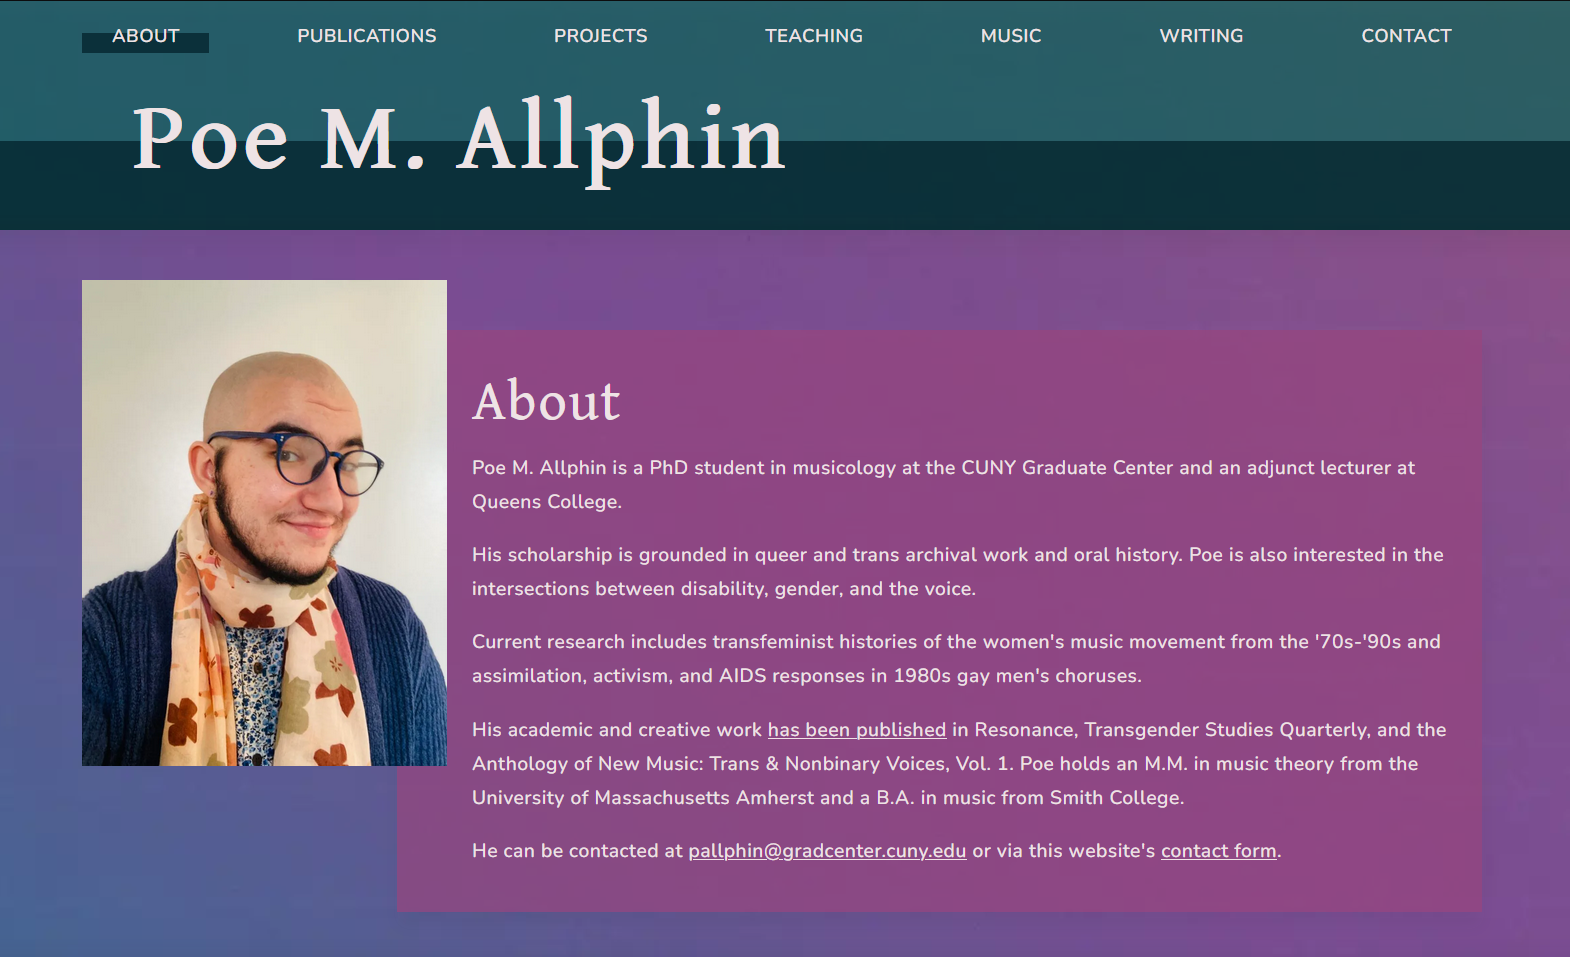 ABOUT PUBLICATIONS PROJECTS TEACHING MUSIC WRITING CONTACT
Poe M. Allphin
About
Poe M. Allphin is a PhD student in musicology at the CUNY Graduate Center and an adjunct lecturer at
Queens College.
His scholarship is grounded in queer and trans archival work and oral history. Poe is also interested in the
intersections between disability, gender, and the voice.
Current research includes transfeminist histories of the women's music movement from the '70s-'90s and
assimilation, activism, and AIDS responses in 1980s gay men's choruses.
His academic and creative work has been published in Resonance, Transgender Studies Quarterly, and the
Anthology of New Music: Trans & Nonbinary Voices, Vol. 1. Poe holds an M.M. in music theory from the
University of Massachusetts Amherst and a B.A. in music from Smith College.
He can be contacted at pallphin@gradcenter.cuny.edu or via this website's contact form.